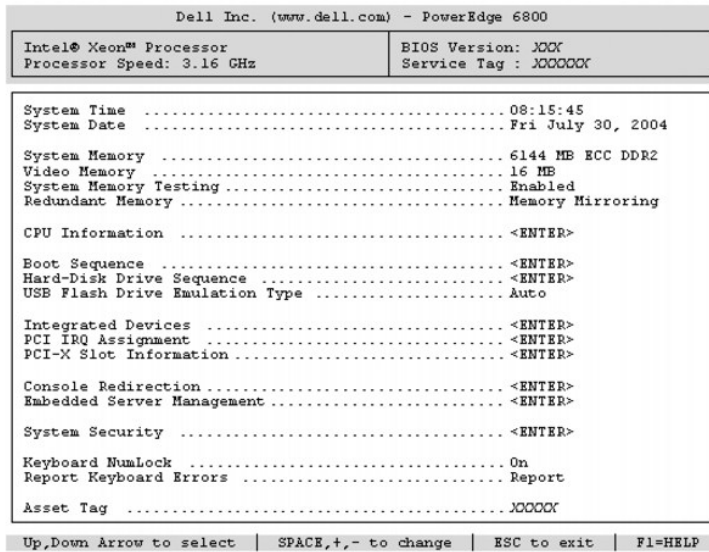 Dell Inc. (www.dell.com) - PowerEdge 6800
Intel® Xeon™ Processor
Processor Speed: 3.16 GHz
BIOS Version: XXX
Service Tag : XXXXXX
System Time ........................................ 08:15:45
System Date ........................................ Fri July 30, 2004
System Memory ...................................... 6144 MB ECC DDR2
Video Memory ....................................... 16 MB
System Memory Testing ............................... Enabled
Redundant Memory .................................... Memory Mirroring
CPU Information .................................... <ENTER>
Boot Sequence ...................................... <ENTER>
Hard-Disk Drive Sequence ........................... <ENTER>
USB Flash Drive Emulation Type ..................... Auto
Integrated Devices ................................. <ENTER>
PCI IRQ Assignment ................................. <ENTER>
PCI-X Slot Information .............................. <ENTER>
Console Redirection ................................. <ENTER>
Embedded Server Management .......................... <ENTER>
System Security .................................... <ENTER>
Keyboard NumLock ................................... On
Report Keyboard Errors ............................. Report
Asset Tag .......................................... XXXXX
Up,Down Arrow to select | SPACE,+,- to change | ESC to exit | F1=HELP